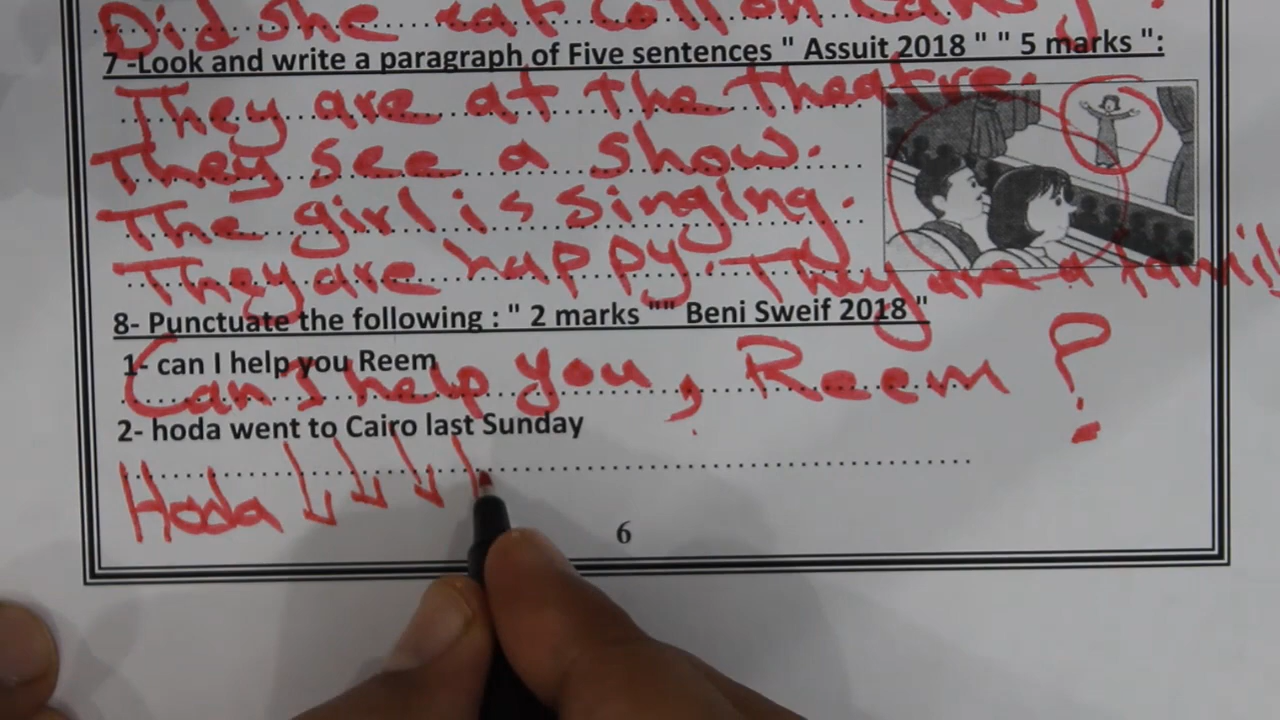 Did she eat cotton candy?
7 -Look and write a paragraph of Five sentences " Assuit 2018 " " 5 marks ":
They are at the theatre.
They see a show.
The girl is singing.
They are happy. They are a famil
8- Punctuate the following : " 2 marks "" Beni Sweif 2018 "
1- can I help you Reem
Can I help you, Reem ?
2- hoda went to Cairo last Sunday
Hoda
6